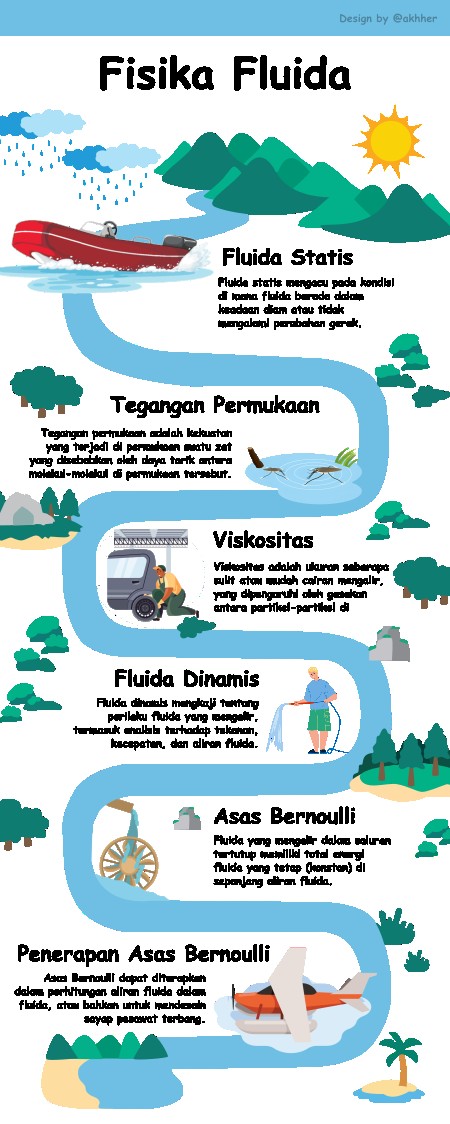 Design by @akhher
Fisika Fluida
Fluida Statis
Fluida statis mengacu pada kondisi
di mana fluida berada dalam
keadaan diam atau tidak
mengalami perubahan gerak.
Tegangan Permukaan
Tegangan permukaan adalah kekuatan
yang terjadi di permukaan suatu zat
yang disebabkan oleh daya tarik antara
molekul-molekul di permukaan tersebut.
Viskositas
Viskositas adalah ukuran seberapa
sulit atau mudah cairan mengalir,
yang dipengaruhi oleh gesekan
antara partikel-partikel di
Fluida Dinamis
Fluida dinamis mengkaji tentang
perilaku fluida yang mengalir,
termasuk analisis terhadap tekanan,
kecepatan, dan aliran fluida.
Asas Bernoulli
Fluida yang mengalir dalam saluran
tertutup memiliki total energi
fluida yang tetap (konstan) di
sepanjang aliran fluida.
Penerapan Asas Bernoulli
Asas Bernoulli dapat diterapkan
dalam perhitungan aliran fluida dalam
fluida, atau bahkan untuk mendesain
sayap pesawat terbang.